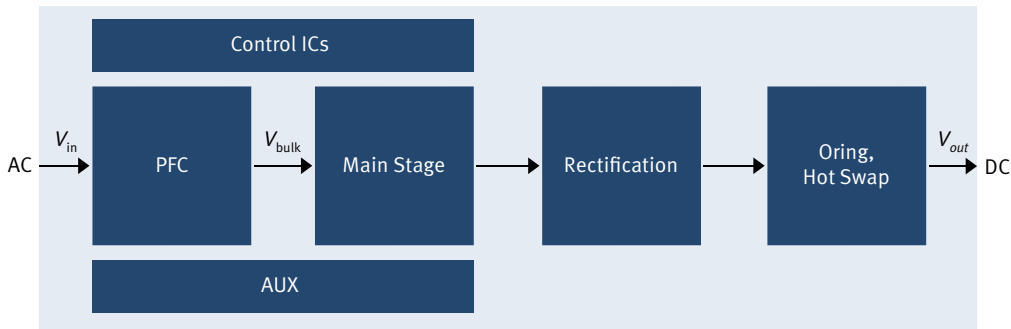 Control ICs
AC
Vin
PFC
Vbulk
Main Stage
Rectification
Oring,
Hot Swap
Vout
DC
AUX